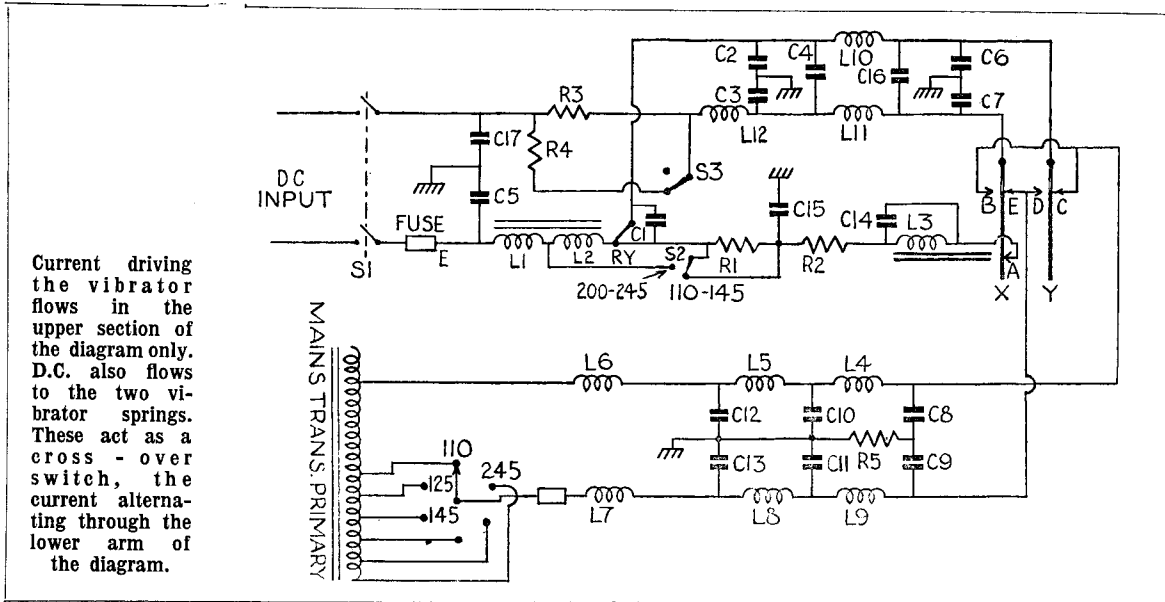 Current driving
the vibrator
flows in the
upper section of
the diagram only.
D.C. also flows
to the two vi-
brator springs.
These act as a
cross - over
switch, the
current alterna-
ting through the
lower arm of
the diagram.
DC
INPUT
S1
FUSE
E
C17
C5
R3
R4
S3
L1
L2
RY
C1
S2
200-245
110-145
R1
C15
R2
C14
L3
C2
C3
C4
L10
L12
L11
C16
C6
C7
B
E
D
C
A
X
Y
MAINS TRANS. PRIMARY
110
125
145
245
L6
L5
L4
C12
C10
C8
R5
C13
C11
C9
L7
L8
L9